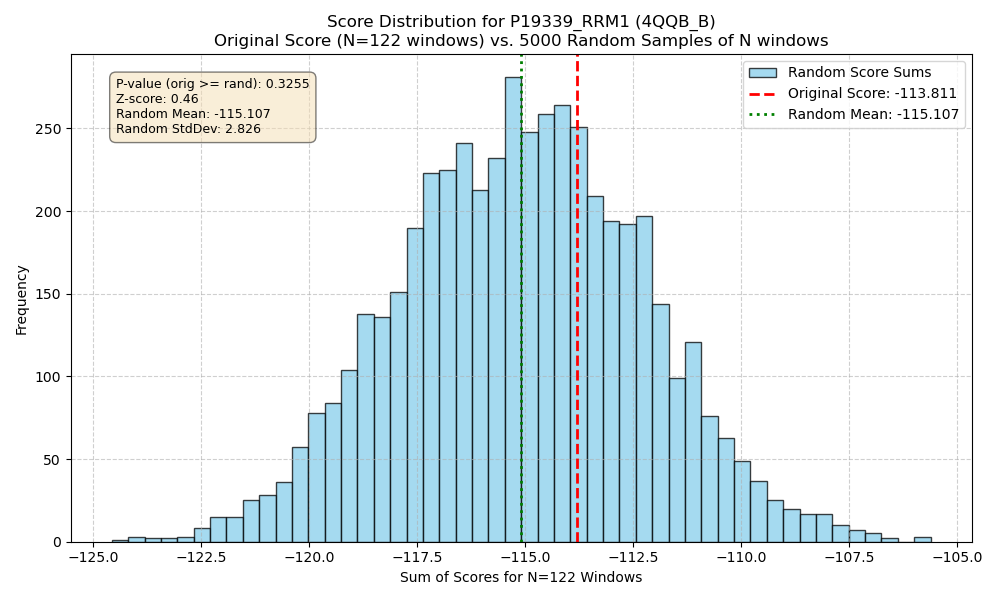 Score Distribution for P19339_RRM1 (4QQB_B)
Original Score (N=122 windows) vs. 5000 Random Samples of N windows
P-value (orig >= rand): 0.3255
Z-score: 0.46
Random Mean: -115.107
Random StdDev: 2.826
Random Score Sums
Original Score: -113.811
Random Mean: -115.107
Frequency
250
200
150
100
50
0
−125.0 −122.5 −120.0 −117.5 −115.0 −112.5 −110.0 −107.5 −105.0
Sum of Scores for N=122 Windows